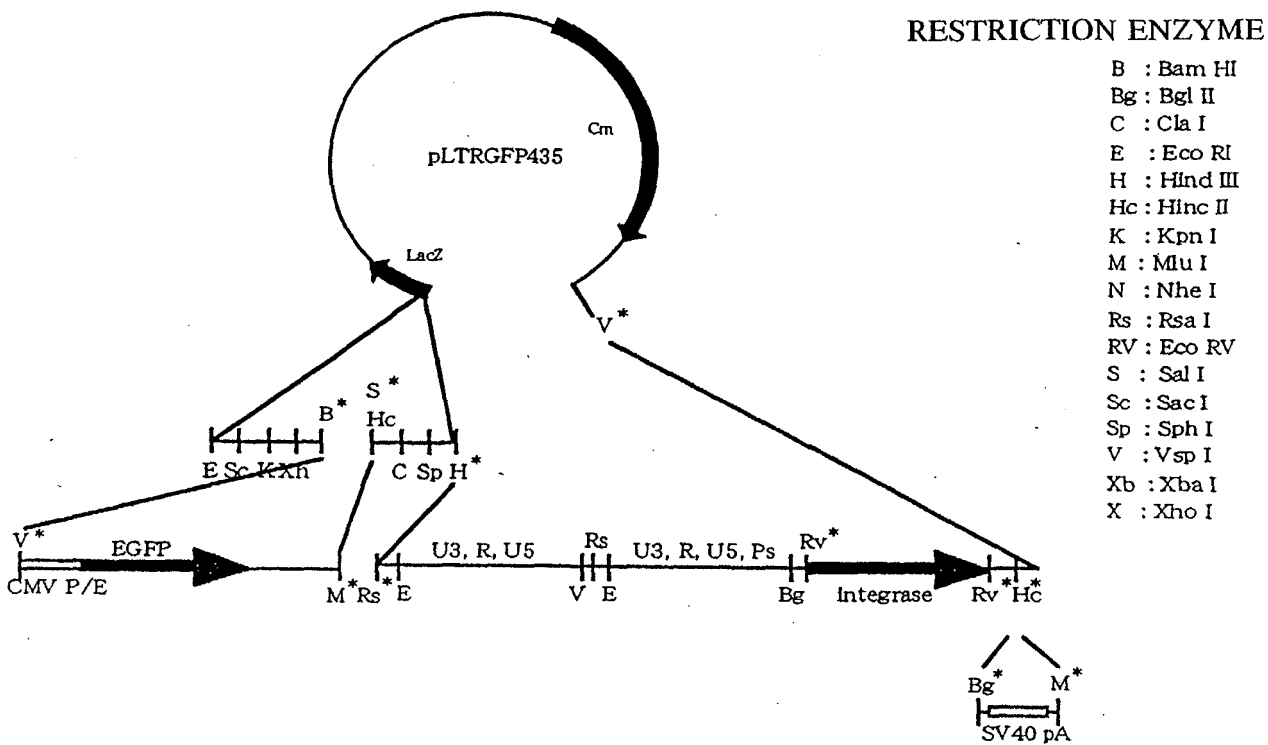 RESTRICTION ENZYME
B : Bam HI
Bg : Bgl II
C : Cla I
E : Eco RI
H : Hind III
Hc : Hinc II
K : Kpn I
M : Mlu I
N : Nhe I
Rs : Rsa I
RV : Eco RV
S : Sal I
Sc : Sac I
Sp : Sph I
V : Vsp I
Xb : Xba I
X : Xho I
Cm
pLTRGFP435
LacZ
V*
S*
B* Hc
E Sc K Xh C Sp H*
V* EGFP U3, R, U5 Rs U3, R, U5, Ps Rv*
CMV P/E M* Rs* E V E Bg Integrase Rv* Hc*
Bg* M*
SV40 pA